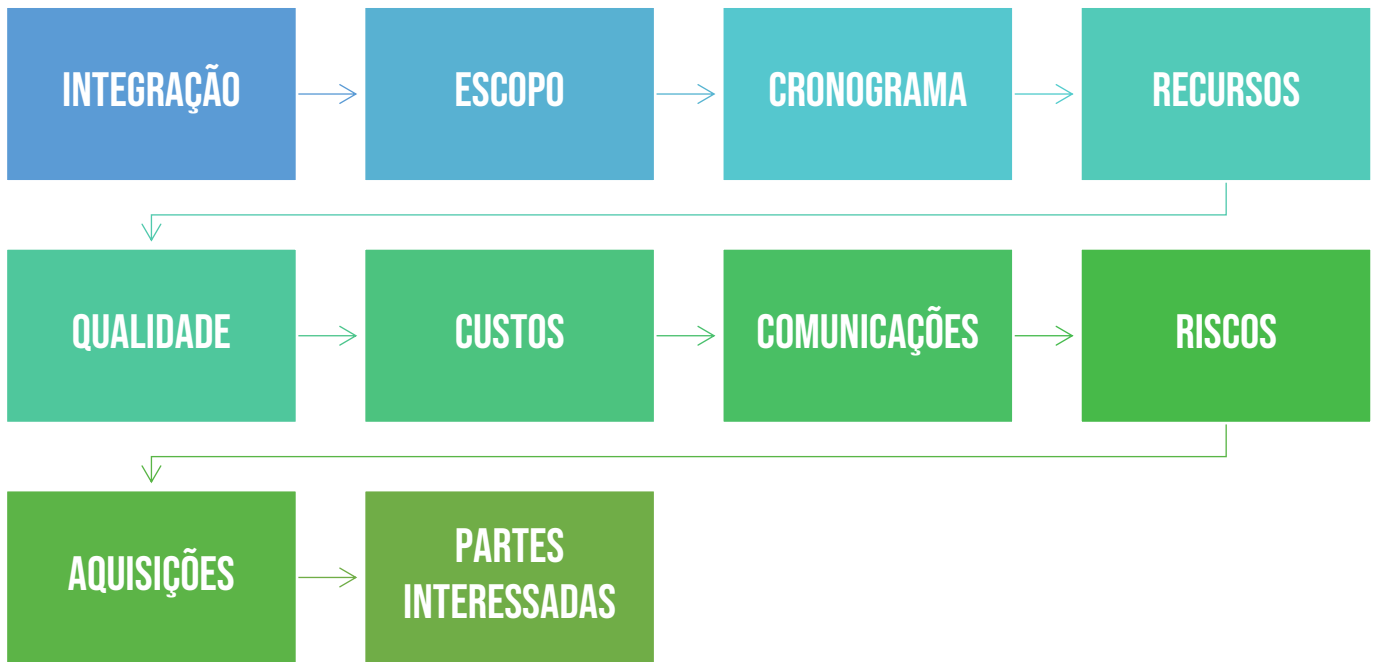 INTEGRAÇÃO
ESCOPO
CRONOGRAMA
RECURSOS
QUALIDADE
CUSTOS
COMUNICAÇÕES
RISCOS
AQUISIÇÕES
PARTES
INTERESSADAS